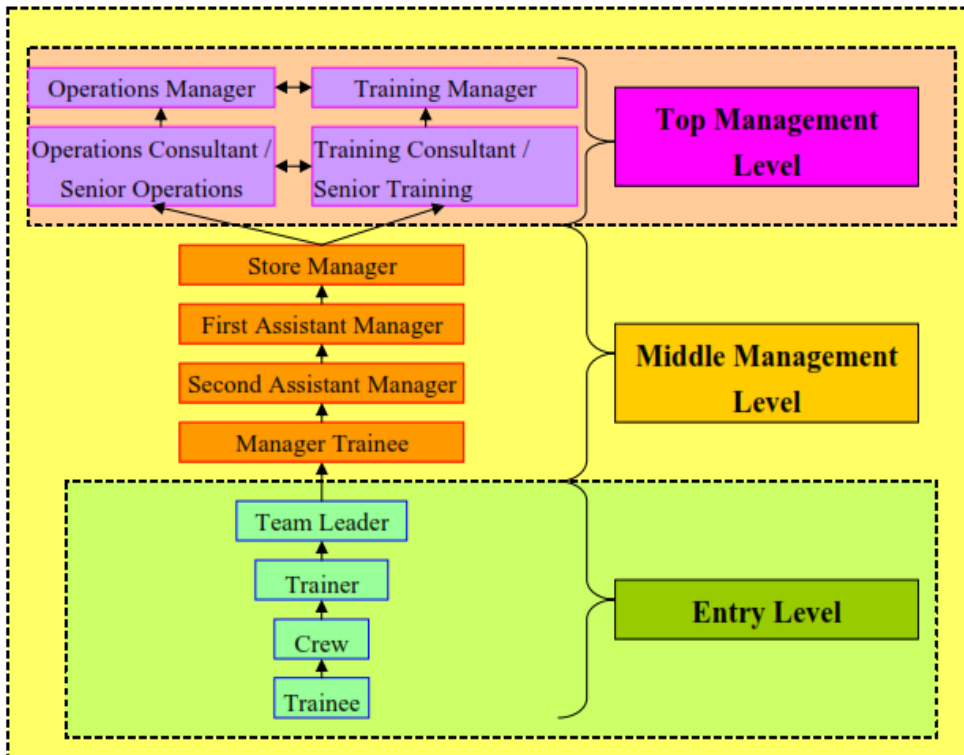 Operations Manager
Training Manager
Top Management
Level
Operations Consultant /
Senior Operations
Training Consultant /
Senior Training
Store Manager
First Assistant Manager
Second Assistant Manager
Manager Trainee
Middle Management
Level
Team Leader
Trainer
Crew
Trainee
Entry Level